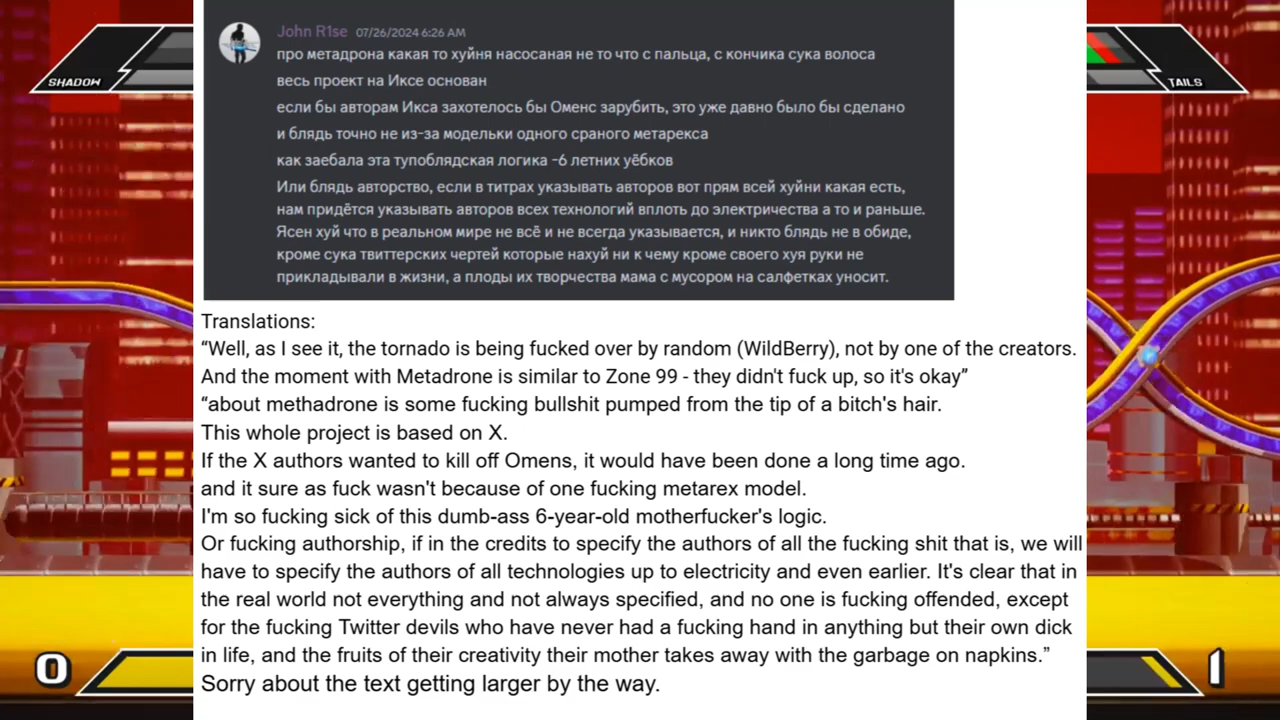 SHADOW
TAILS
John R1se 07/26/2024 6:26 AM
про метадрона какая то хуйня насосаная не то что с пальца, с кончика сука волоса
весь проект на Иксе основан
если бы авторам Икса захотелось бы Оменс зарубить, это уже давно было бы сделано
и блядь точно не из-за модельки одного сраного метарекса
как заебала эта тупоблядская логика -6 летних уёбков
Или блядь авторство, если в титрах указывать авторов вот прям всей хуйни какая есть,
нам придётся указывать авторов всех технологий вплоть до электричества а то и раньше.
Ясен хуй что в реальном мире не всё и не всегда указывается, и никто блядь не в обиде,
кроме сука твиттерских чертей которые нахуй ни к чему кроме своего хуя руки не
прикладывали в жизни, а плоды их творчества мама с мусором на салфетках уносит.
Translations:
“Well, as I see it, the tornado is being fucked over by random (WildBerry), not by one of the creators.
And the moment with Metadrone is similar to Zone 99 - they didn't fuck up, so it's okay”
“about methadrone is some fucking bullshit pumped from the tip of a bitch's hair.
This whole project is based on X.
If the X authors wanted to kill off Omens, it would have been done a long time ago.
and it sure as fuck wasn't because of one fucking metarex model.
I'm so fucking sick of this dumb-ass 6-year-old motherfucker's logic.
Or fucking authorship, if in the credits to specify the authors of all the fucking shit that is, we will
have to specify the authors of all technologies up to electricity and even earlier. It's clear that in
the real world not everything and not always specified, and no one is fucking offended, except
for the fucking Twitter devils who have never had a fucking hand in anything but their own dick
in life, and the fruits of their creativity their mother takes away with the garbage on napkins.”
Sorry about the text getting larger by the way.
0
1